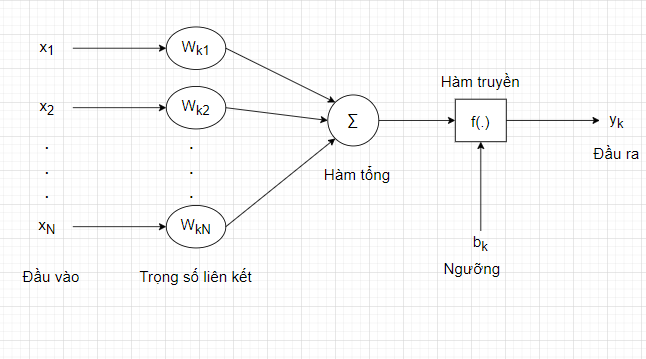 x1
Wk1
x2
Wk2
Hàm truyền
∑
f(.)
yk
Đầu ra
Hàm tổng
xN
WkN
bk
Ngưỡng
Đầu vào
Trọng số liên kết